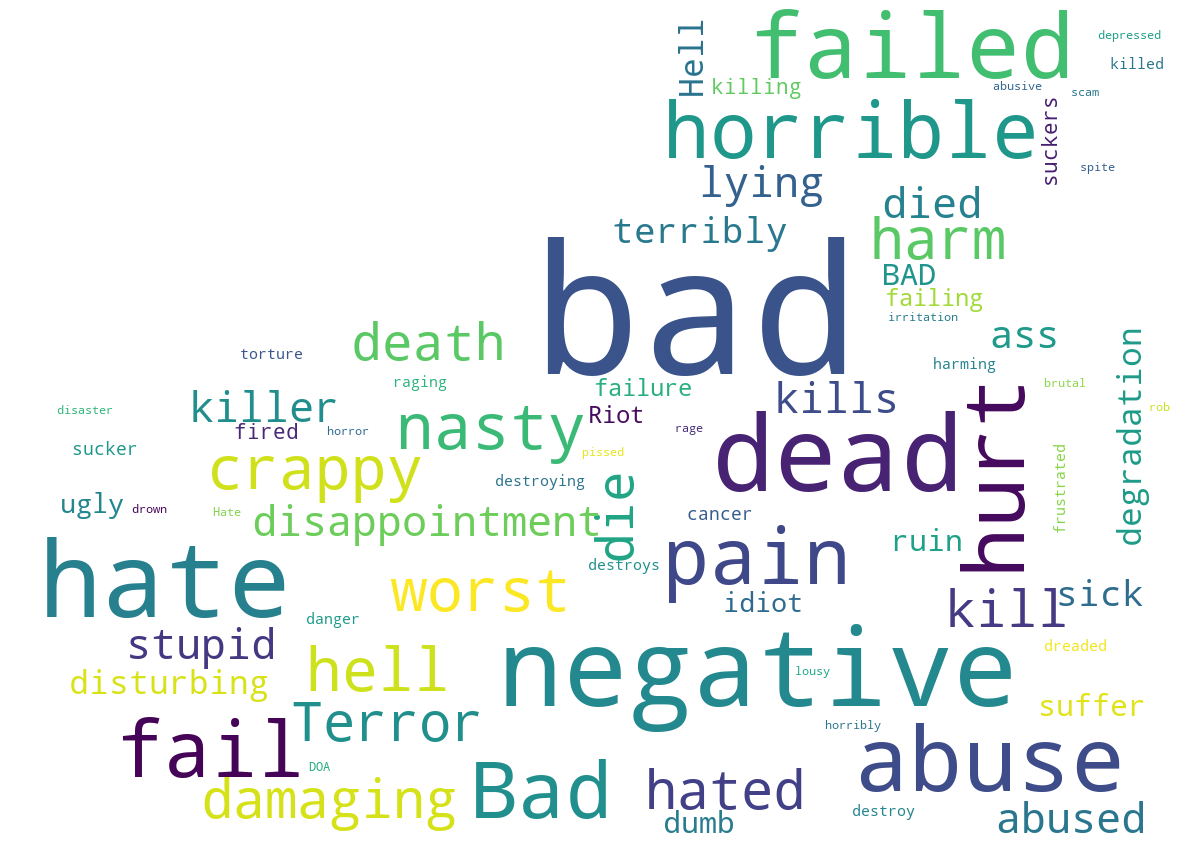 failed
depressed
Hell
killed
killing
abusive
scam
horrible
suckers
spite
lying
died
terribly
harm
bad
BAD
failing
irritation
ass
death
torture
degradation
harming
raging
failure
kills
hurt
brutal
killer
nasty
Riot
disaster
rob
fired
horror
rage
dead
sucker
pissed
crappy
die
destroying
frustrated
ugly
drown
Hate
disappointment
cancer
ruin
pain
destroys
hate
worst
idiot
kill
sick
danger
stupid
hell
negative
dreaded
lousy
disturbing
suffer
Terror
horribly
fail
abuse
DOA
damaging
Bad
hated
destroy
dumb
abused